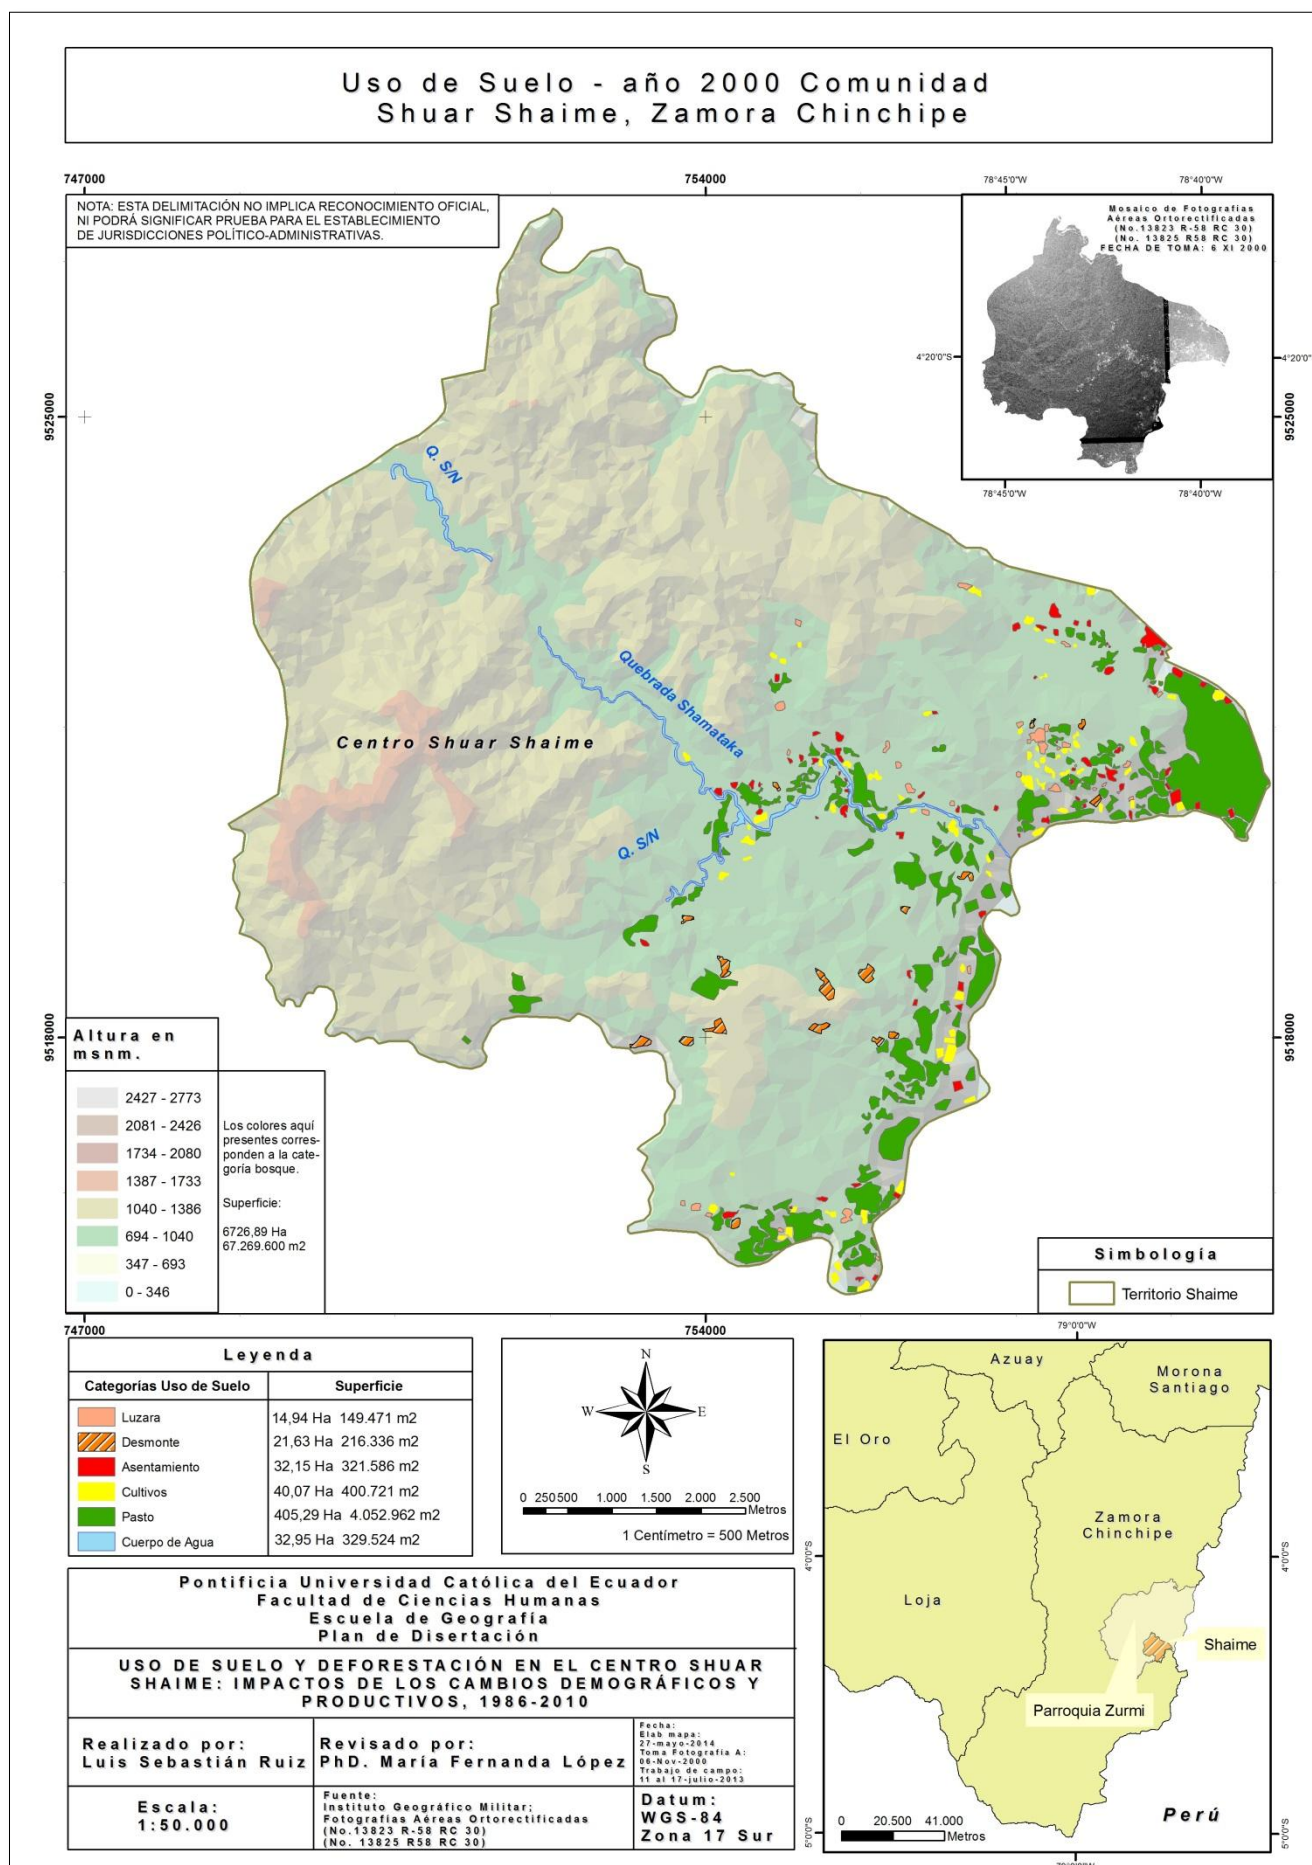 Uso de Suelo - año 2000 Comunidad
Shuar Shaime, Zamora Chinchipe
747000
754000
78°45'0"W
78°40'0"W
NOTA: ESTA DELIMITACIÓN NO IMPLICA RECONOCIMIENTO OFICIAL,
NI PODRÁ SIGNIFICAR PRUEBA PARA EL ESTABLECIMIENTO
DE JURISDICCIONES POLÍTICO-ADMINISTRATIVAS.
Mosaico de Fotografías
Aéreas Ortorectificadas
(No.13823 R-58 RC 30)
(No. 13825 R58 RC 30)
FECHA DE TOMA: 6 XI 2000
4°20'0"S
4°20'0"S
78°45'0"W
78°40'0"W
9525000
9525000
Q. S/N
Quebrada Shamataka
Centro Shuar Shaime
Q. S/N
9518000
9518000
Altura en
msnm.
2427 - 2773
2081 - 2426
1734 - 2080
1387 - 1733
1040 - 1386
694 - 1040
347 - 693
0 - 346
Los colores aquí
presentes corres-
ponden a la cate-
goría bosque.
Superficie:
6726,89 Ha
67.269.600 m2
Simbología
Territorio Shaime
747000
754000
Leyenda
Categorías Uso de Suelo
Superficie
Luzara 14,94 Ha 149.471 m2
Desmonte 21,63 Ha 216.336 m2
Asentamiento 32,15 Ha 321.586 m2
Cultivos 40,07 Ha 400.721 m2
Pasto 405,29 Ha 4.052.962 m2
Cuerpo de Agua 32,95 Ha 329.524 m2
N
W
E
S
0 250500 1.000 1.500 2.000 2.500
Metros
1 Centímetro = 500 Metros
79°0'0"W
Azuay
Morona
Santiago
El Oro
Zamora
Chinchipe
4°0'0"S
4°0'0"S
Loja
Shaime
Parroquia Zurmi
Perú
0 20.500 41.000
Metros
5°0'0"S
5°0'0"S
79°0'0"W
Pontificia Universidad Católica del Ecuador
Facultad de Ciencias Humanas
Escuela de Geografía
Plan de Disertación
USO DE SUELO Y DEFORESTACIÓN EN EL CENTRO SHUAR
SHAIME: IMPACTOS DE LOS CAMBIOS DEMOGRÁFICOS Y
PRODUCTIVOS, 1986-2010
Realizado por:
Luis Sebastián Ruiz
Revisado por:
PhD. María Fernanda López
Fecha:
Elab mapa:
27-mayo-2014
Toma Fotografía A:
06-Nov-2000
Trabajo de campo:
11 al 17-julio-2013
Escala:
1:50.000
Fuente:
Instituto Geográfico Militar;
Fotografías Aéreas Ortorectificadas
(No.13823 R-58 RC 30)
(No. 13825 R58 RC 30)
Datum:
WGS-84
Zona 17 Sur